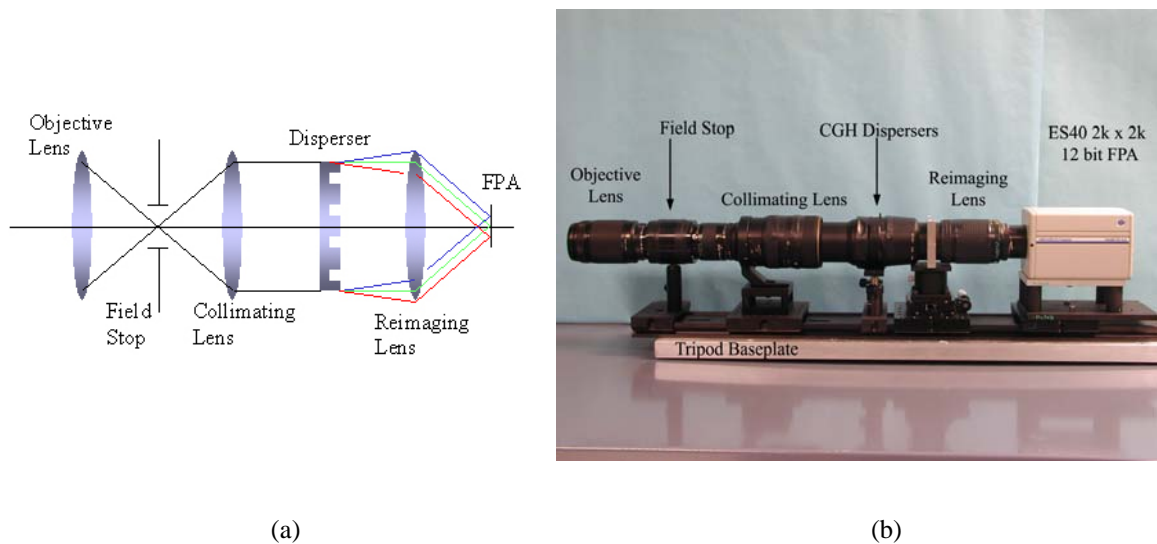 Objective
Lens
Disperser
FPA
Field
Stop
Collimating
Lens
Reimaging
Lens
(a)
Field Stop
CGH Dispersers
ES40 2k x 2k
12 bit FPA
Objective
Lens
Collimating Lens
Reimaging
Lens
Tripod Baseplate
(b)